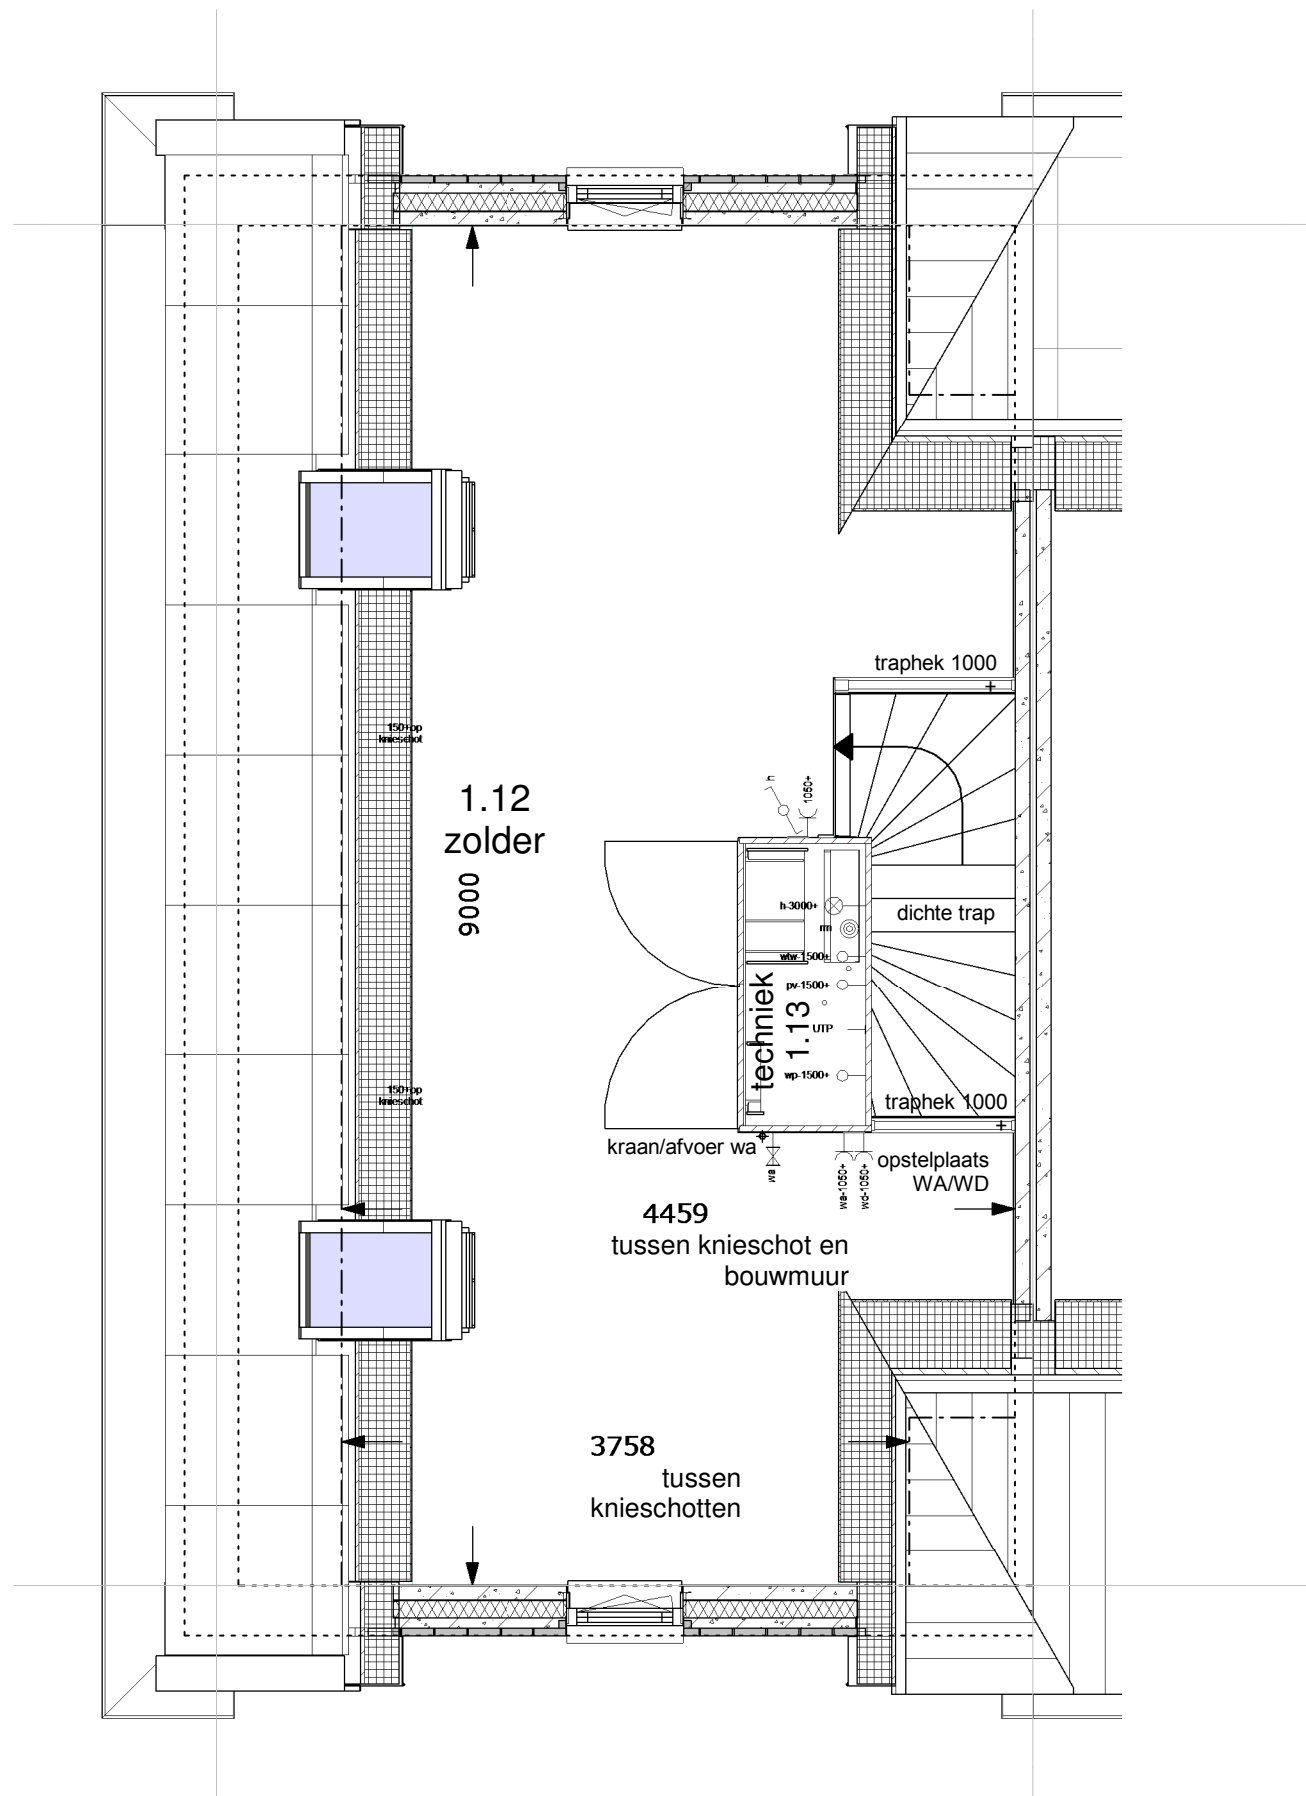 traphek 1000
150+op
knieschot
h
1050+
1.12
zolder
9000
h-3000+
rm
dichte trap
wtw-1500+
pv-1500+
techniek
1.13
UTP
wp-1500+
150+op
knieschot
traphek 1000
kraan/afvoer wa
wa
wa-1050+
wd-1050+
opstelplaats
WA/WD
4459
tussen knieschot en
bouwmuur
3758
tussen
knieschotten